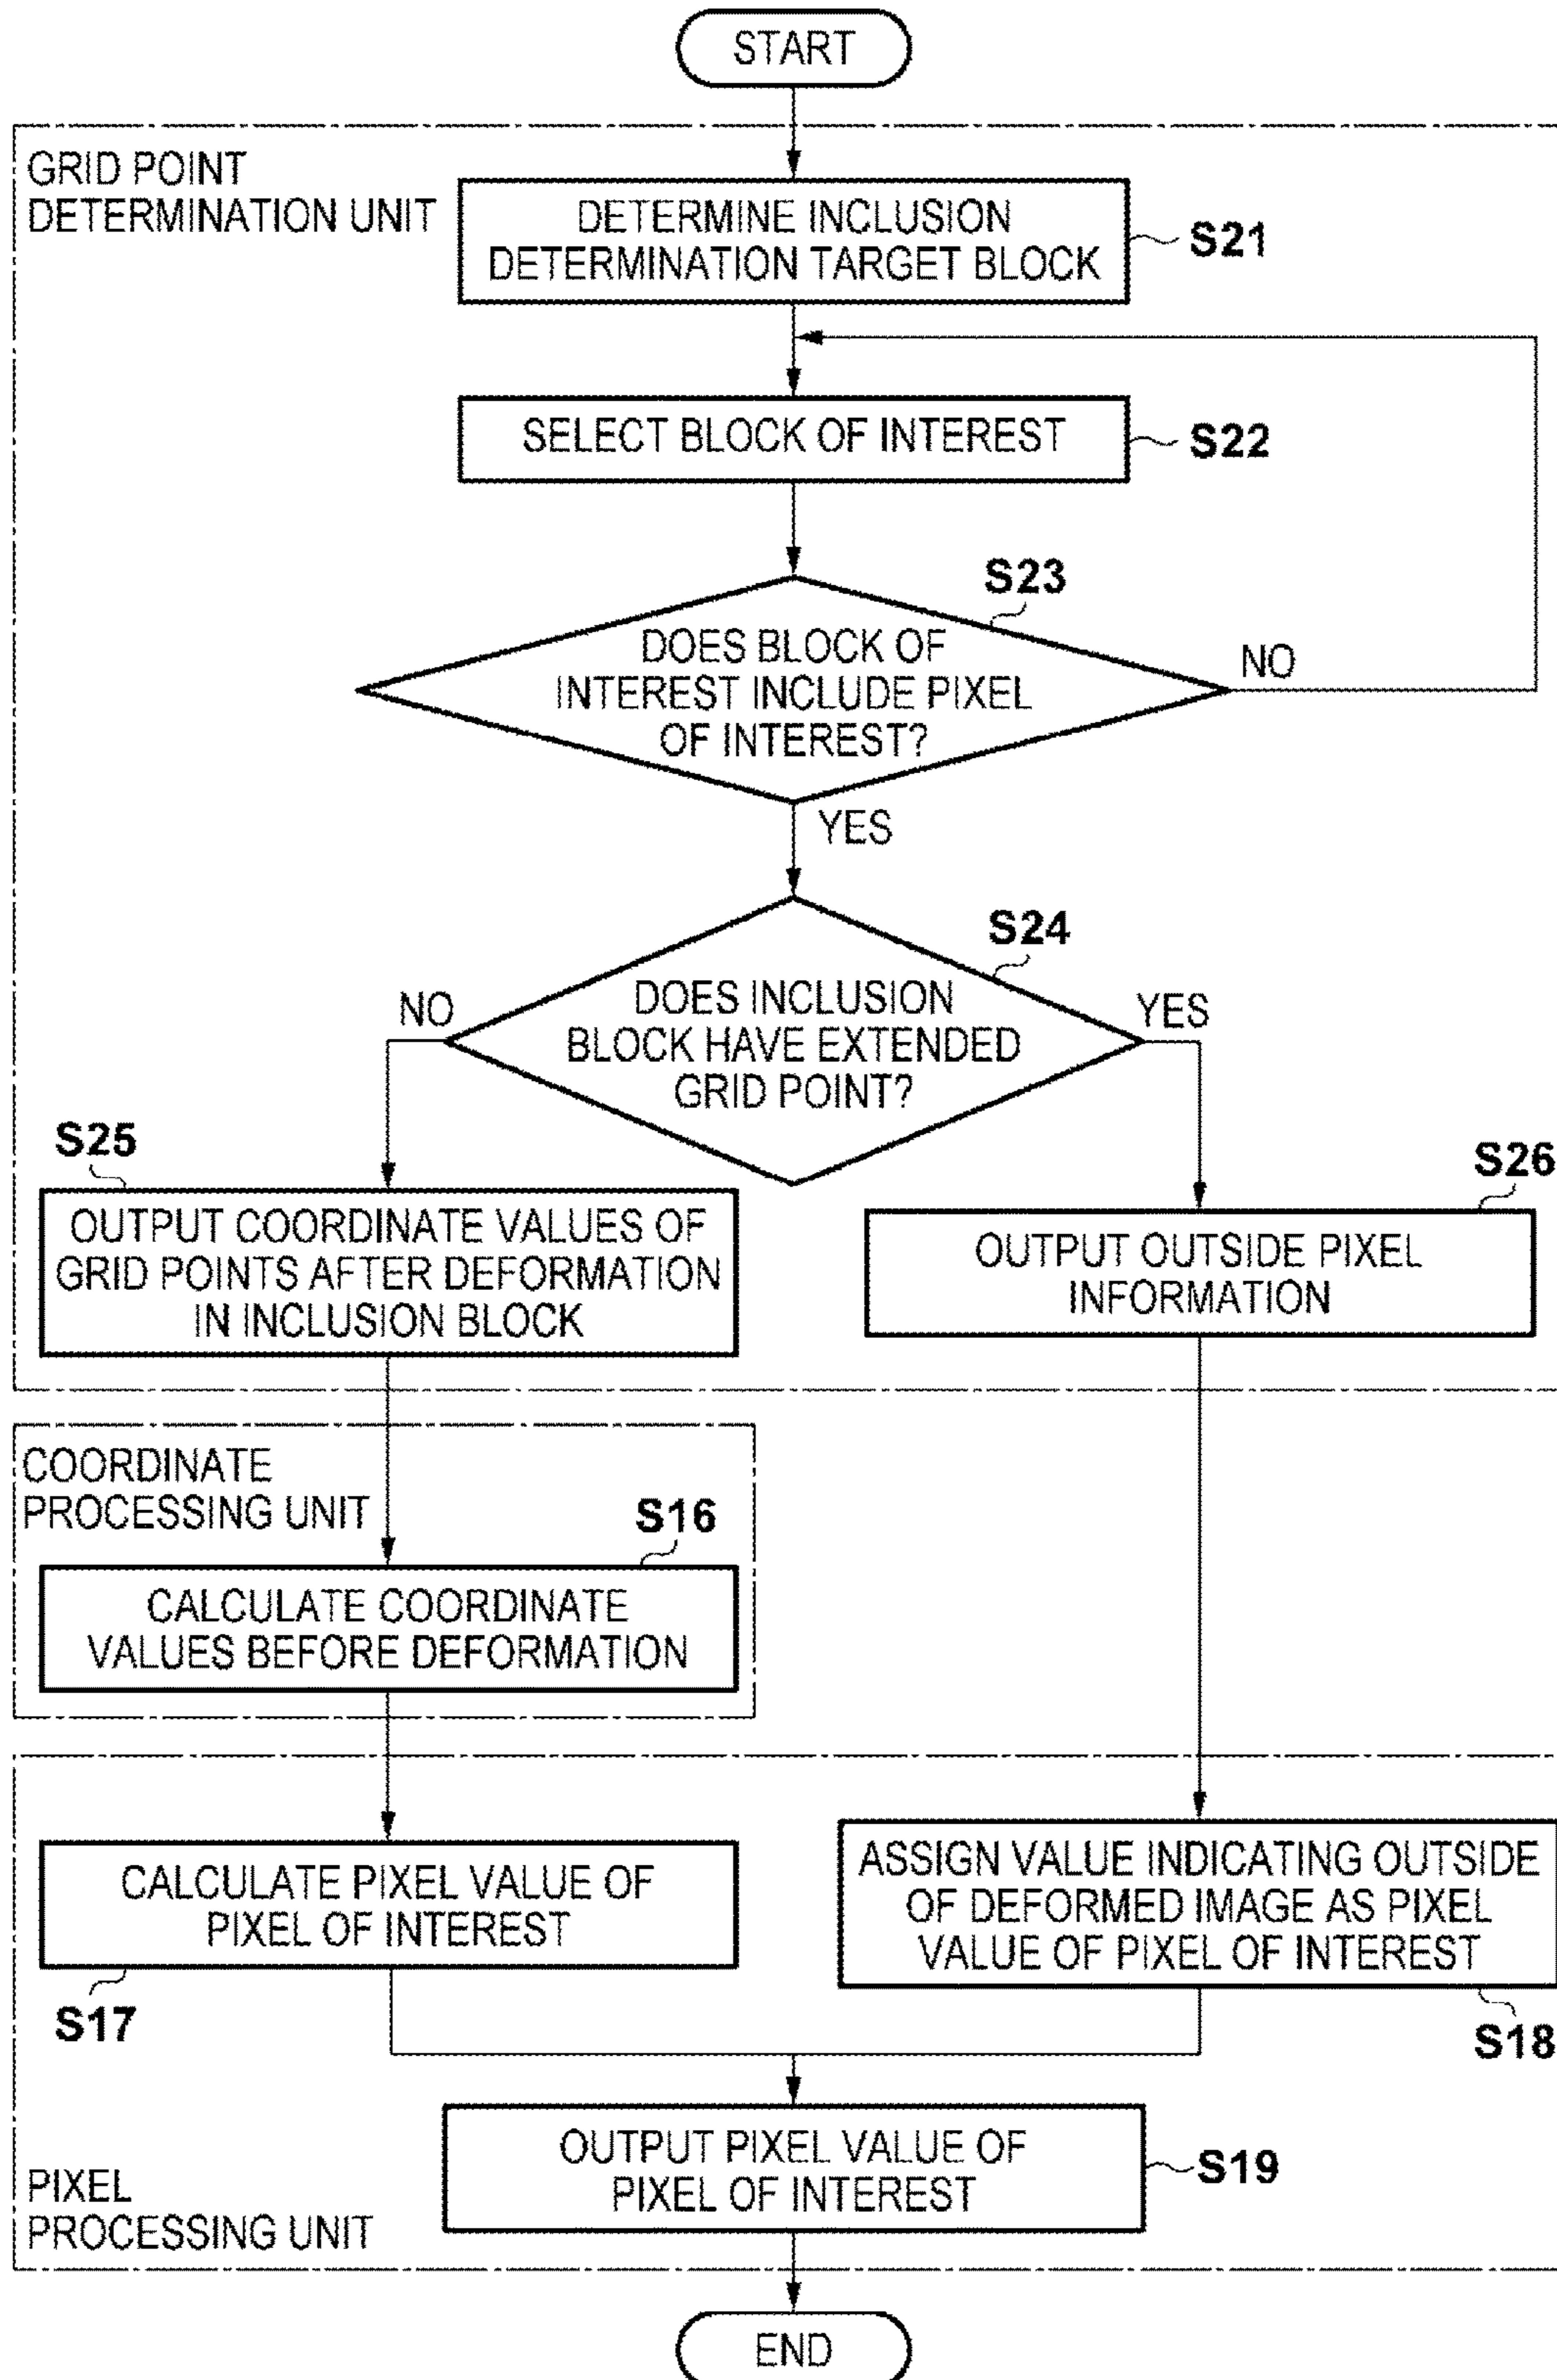 START
GRID POINT
DETERMINATION UNIT
DETERMINE INCLUSION
DETERMINATION TARGET BLOCK
S21
SELECT BLOCK OF INTEREST
S22
S23
DOES BLOCK OF
INTEREST INCLUDE PIXEL
OF INTEREST?
NO
YES
S24
DOES INCLUSION
BLOCK HAVE EXTENDED
GRID POINT?
NO
YES
S25
OUTPUT COORDINATE VALUES OF
GRID POINTS AFTER DEFORMATION
IN INCLUSION BLOCK
S26
OUTPUT OUTSIDE PIXEL
INFORMATION
COORDINATE
PROCESSING UNIT
S16
CALCULATE COORDINATE
VALUES BEFORE DEFORMATION
CALCULATE PIXEL VALUE OF
PIXEL OF INTEREST
S17
ASSIGN VALUE INDICATING OUTSIDE
OF DEFORMED IMAGE AS PIXEL
VALUE OF PIXEL OF INTEREST
S18
OUTPUT PIXEL VALUE OF
PIXEL OF INTEREST
S19
PIXEL
PROCESSING UNIT
END